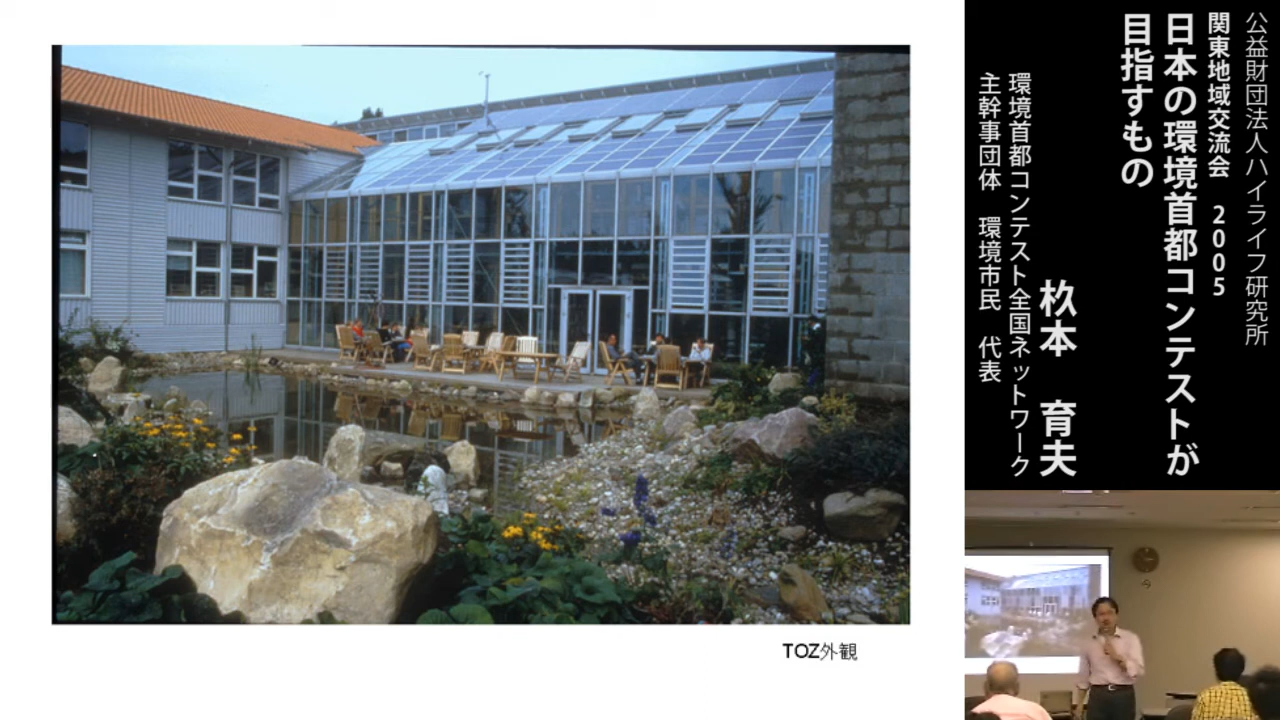 公益財団法人ハイライフ研究所
関東地域交流会 2005
日本の環境首都コンテストが
目指すもの
杦本 育夫
環境首都コンテスト全国ネットワーク
主幹事団体 環境市民 代表
TOZ外観